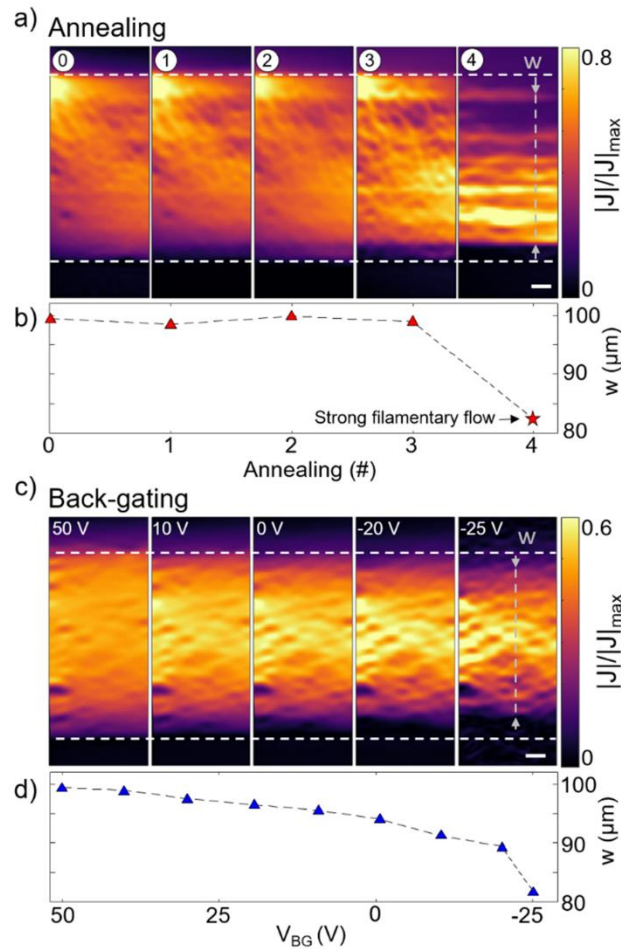 a) Annealing
0 1 2 3 4
w
0.8
|J|/|J|max
0
b)
100
90
80
w (µm)
Strong filamentary flow
0 1 2 3 4
Annealing (#)
c) Back-gating
50 V 10 V 0 V -20 V -25 V
w
0.6
|J|/|J|max
0
d)
100
90
80
w (µm)
50 25 0 -25
VBG (V)